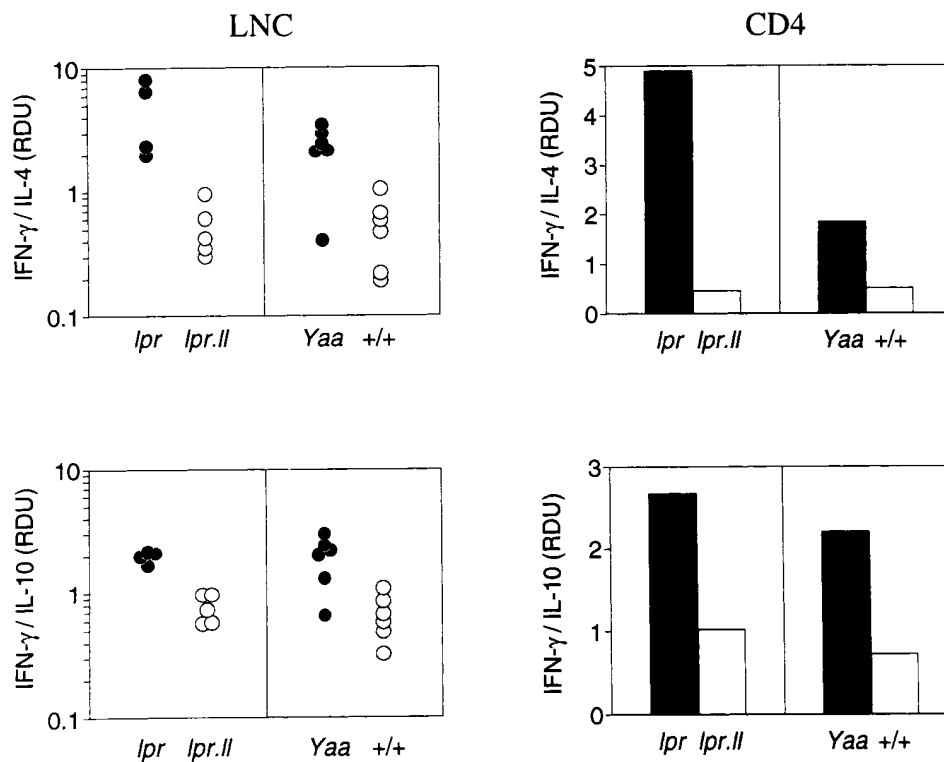 LNC
IFN-γ / IL-4 (RDU)
10
1
0.1
lpr lpr.ll Yaa +/+
CD4
IFN-γ / IL-4 (RDU)
5
4
3
2
1
0
lpr lpr.ll Yaa +/+
IFN-γ / IL-10 (RDU)
10
1
0.1
lpr lpr.ll Yaa +/+
IFN-γ / IL-10 (RDU)
3
2
1
0
lpr lpr.ll Yaa +/+